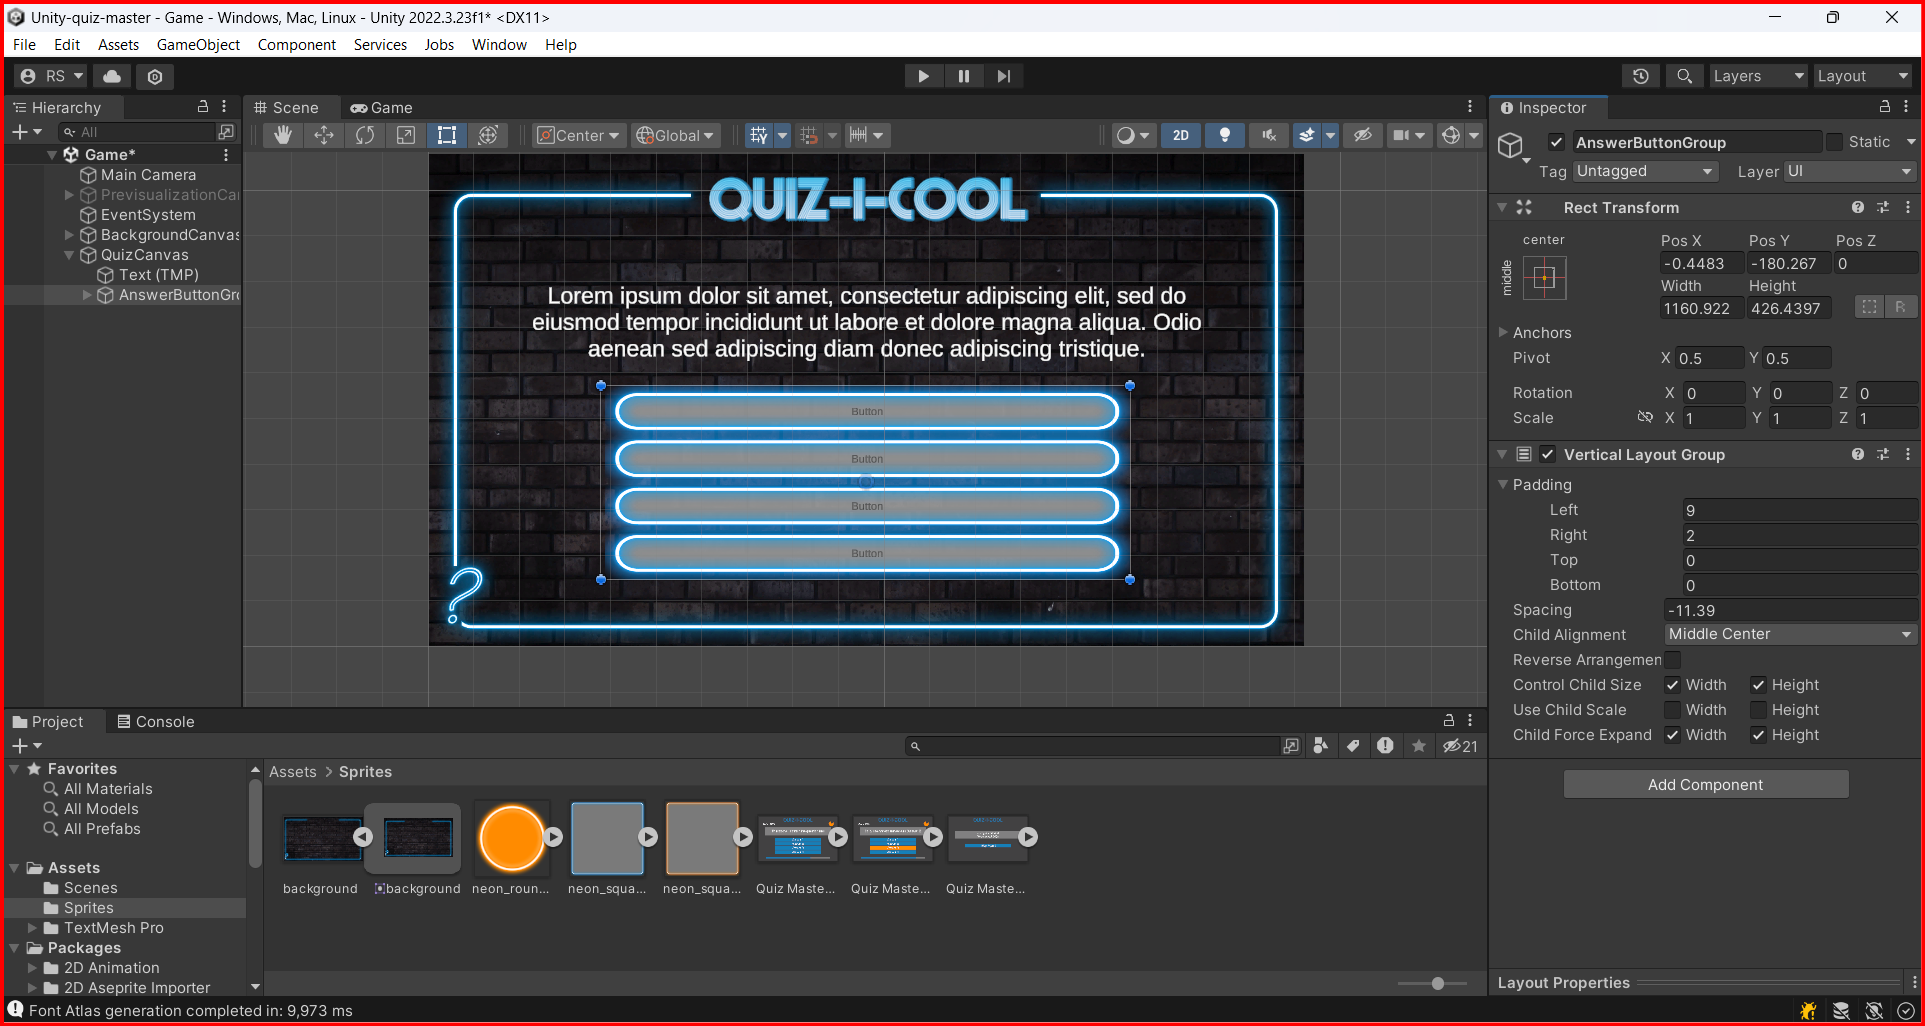 Unity-quiz-master - Game - Windows, Mac, Linux - Unity 2022.3.23f1* <DX11>
File Edit Assets GameObject Component Services Jobs Window Help
RS
Layers
Layout
Hierarchy
All
Game*
Main Camera
PrevisualizationCa
EventSystem
BackgroundCanvas
QuizCanvas
Text (TMP)
AnswerButtonGro
Scene
Game
Center
Global
2D
QUIZ-I-COOL
Lorem ipsum dolor sit amet, consectetur adipiscing elit, sed do
eiusmod tempor incididunt ut labore et dolore magna aliqua. Odio
aenean sed adipiscing diam donec adipiscing tristique.
Button
Button
Button
Button
?
Inspector
AnswerButtonGroup
Static
Tag Untagged Layer UI
Rect Transform
center
middle
Pos X Pos Y Pos Z
-0.4483 -180.267 0
Width Height
1160.922 426.4397
R
Anchors
Pivot X 0.5 Y 0.5
Rotation X 0 Y 0 Z 0
Scale X 1 Y 1 Z 1
Vertical Layout Group
Padding
Left 9
Right 2
Top 0
Bottom 0
Spacing -11.39
Child Alignment Middle Center
Reverse Arrangemen
Control Child Size Width Height
Use Child Scale Width Height
Child Force Expand Width Height
Add Component
Layout Properties
Project
Console
21
Favorites
All Materials
All Models
All Prefabs
Assets
Scenes
Sprites
TextMesh Pro
Packages
2D Animation
2D Aseprite Importer
Assets > Sprites
background
background
neon_roun...
neon_squa...
neon_squa...
Quiz Maste...
Quiz Maste...
Quiz Maste...
Font Atlas generation completed in: 9,973 ms